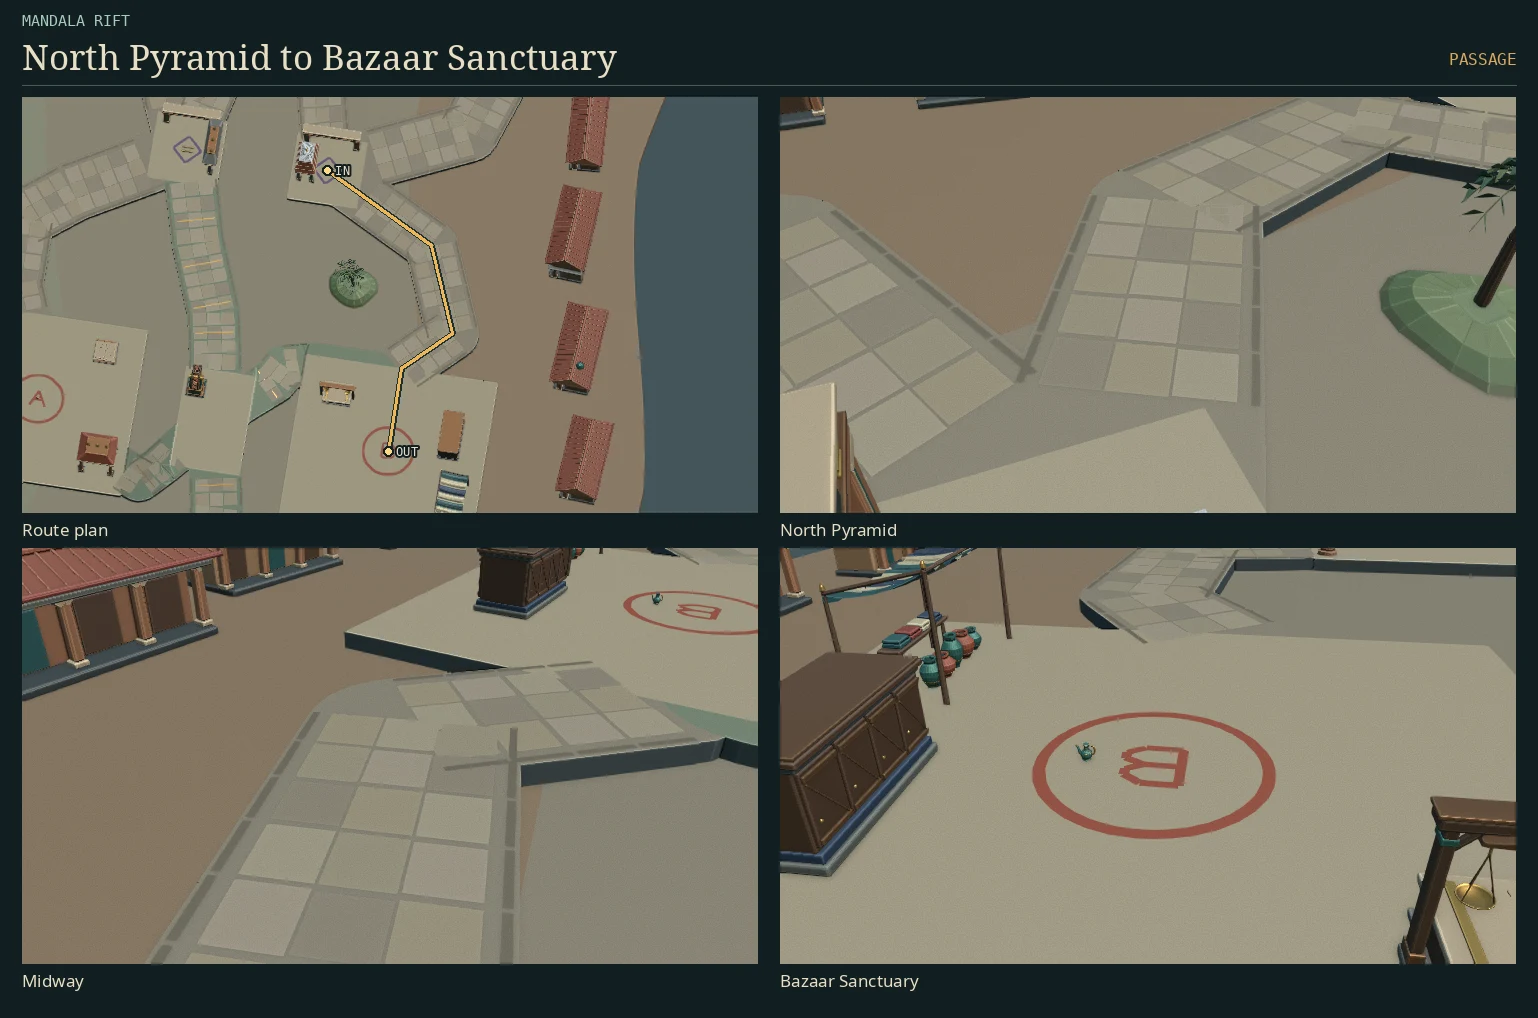 MANDALA RIFT
North Pyramid to Bazaar Sanctuary
PASSAGE
IN
A
OUT
Route plan
North Pyramid
B
Midway
B
Bazaar Sanctuary